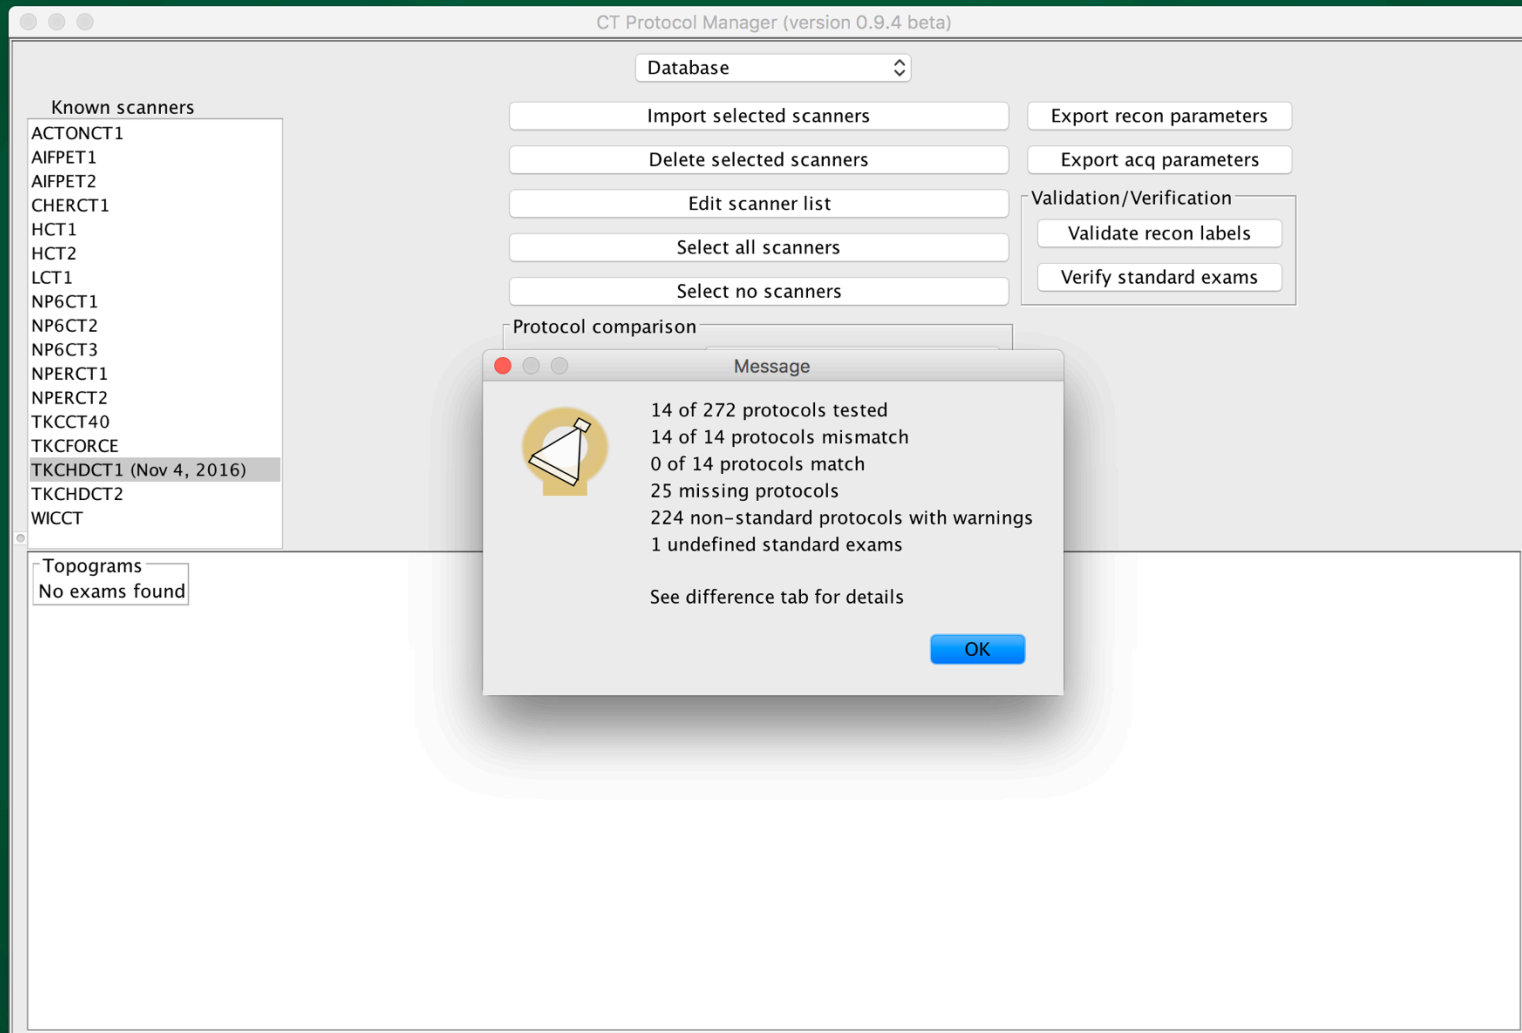 CT Protocol Manager (version 0.9.4 beta)
Database
Known scanners
ACTONCT1
AIFPET1
AIFPET2
CHERCT1
HCT1
HCT2
LCT1
NP6CT1
NP6CT2
NP6CT3
NPERCT1
NPERCT2
TKCCT40
TKCFORCE
TKCHDCT1 (Nov 4, 2016)
TKCHDCT2
WICCT
Import selected scanners
Delete selected scanners
Edit scanner list
Select all scanners
Select no scanners
Protocol comparison
Export recon parameters
Export acq parameters
Validation/Verification
Validate recon labels
Verify standard exams
Message
14 of 272 protocols tested
14 of 14 protocols mismatch
0 of 14 protocols match
25 missing protocols
224 non-standard protocols with warnings
1 undefined standard exams
See difference tab for details
OK
Topograms
No exams found